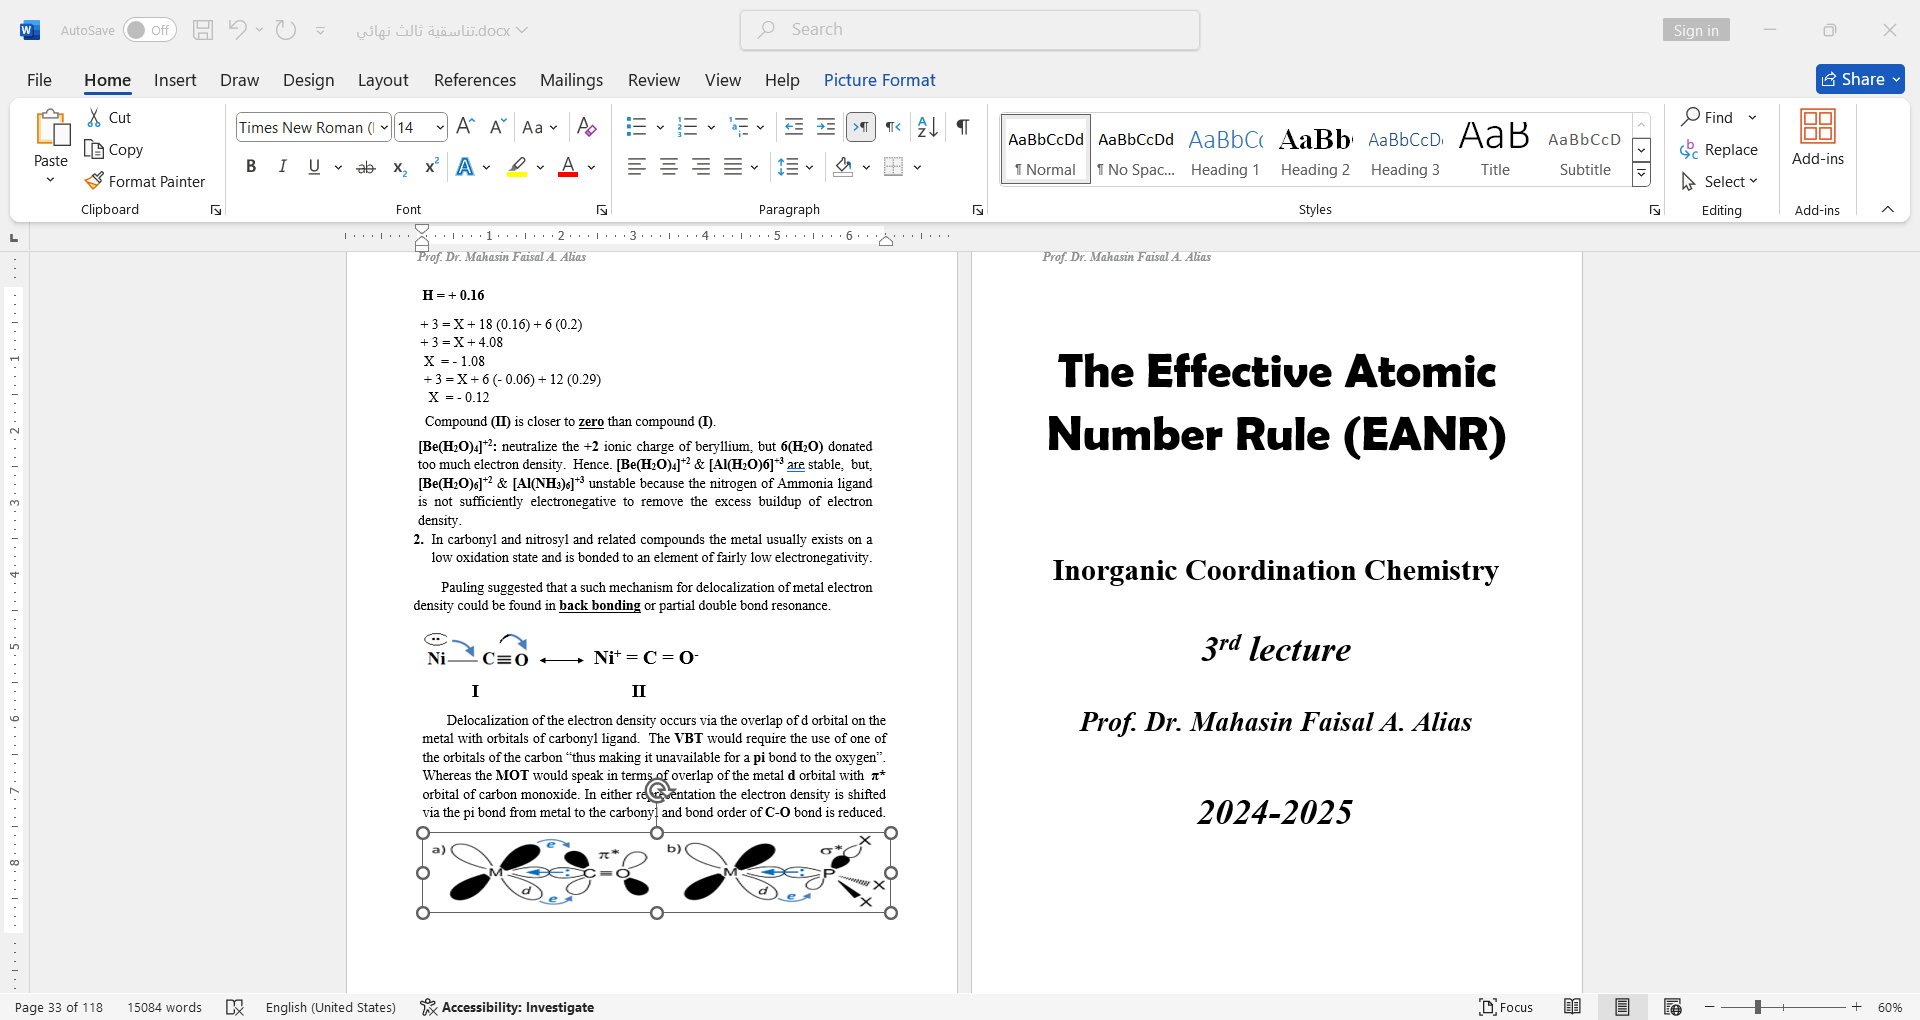 AutoSave Off تناسقية ثالث نهائي.docx Search Sign in
File Home Insert Draw Design Layout References Mailings Review View Help Picture Format Share
Paste
Cut
Copy
Format Painter
Clipboard
Times New Roman ( 14 Aa
B I U ab x₂ x² A A
Font
Paragraph
AaBbCcDd AaBbCcDd AaBbCc AaBb AaBbCcD AaB AaBbCcD
¶ Normal ¶ No Spac... Heading 1 Heading 2 Heading 3 Title Subtitle
Styles
Find
Replace
Select
Editing
Add-ins
Add-ins
1 2 3 4 5 6
1
2
3
4
5
6
7
8
Prof. Dr. Mahasin Faisal A. Alias
H = + 0.16
+ 3 = X + 18 (0.16) + 6 (0.2)
+ 3 = X + 4.08
X = - 1.08
+ 3 = X + 6 (- 0.06) + 12 (0.29)
X = - 0.12
Compound (II) is closer to zero than compound (I).
[Be(H₂O)₄]⁺²: neutralize the +2 ionic charge of beryllium, but 6(H₂O) donated
too much electron density. Hence. [Be(H₂O)₄]⁺² & [Al(H₂O)6]⁺³ are stable, but,
[Be(H₂O)₆]⁺² & [Al(NH₃)₆]⁺³ unstable because the nitrogen of Ammonia ligand
is not sufficiently electronegative to remove the excess buildup of electron
density.
2. In carbonyl and nitrosyl and related compounds the metal usually exists on a
low oxidation state and is bonded to an element of fairly low electronegativity.
Pauling suggested that a such mechanism for delocalization of metal electron
density could be found in back bonding or partial double bond resonance.
Ni — C≡O ⟷ Ni⁺ = C = O⁻
I II
Delocalization of the electron density occurs via the overlap of d orbital on the
metal with orbitals of carbonyl ligand. The VBT would require the use of one of
the orbitals of the carbon “thus making it unavailable for a pi bond to the oxygen”.
Whereas the MOT would speak in terms of overlap of the metal d orbital with π*
orbital of carbon monoxide. In either representation the electron density is shifted
via the pi bond from metal to the carbonyl and bond order of C-O bond is reduced.
a) e π* M C≡O d e
b) σ* X M P X d e X
Prof. Dr. Mahasin Faisal A. Alias
The Effective Atomic
Number Rule (EANR)
Inorganic Coordination Chemistry
3rd lecture
Prof. Dr. Mahasin Faisal A. Alias
2024-2025
Page 33 of 118 15084 words English (United States) Accessibility: Investigate Focus 60%